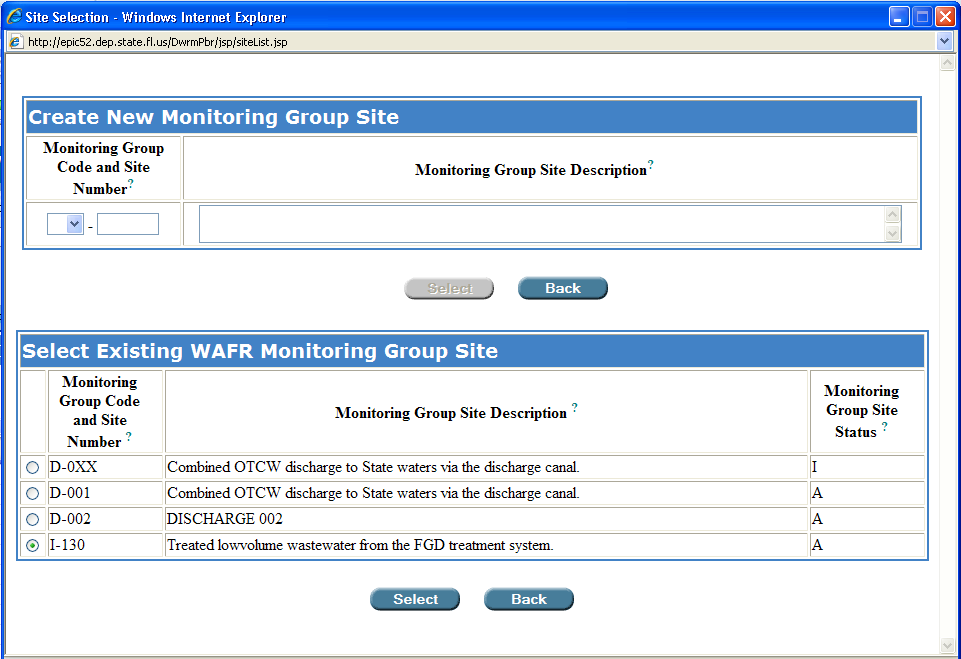 Site Selection - Windows Internet Explorer
http://epic52.dep.state.fl.us/DwrmPbr/jsp/siteList.jsp
Create New Monitoring Group Site
Monitoring Group
Code and Site
Number?
Monitoring Group Site Description?
-
Select
Back
Select Existing WAFR Monitoring Group Site
Monitoring
Group Code
and Site
Number ?
Monitoring Group Site Description ?
Monitoring
Group Site
Status ?
D-0XX
Combined OTCW discharge to State waters via the discharge canal.
I
D-001
Combined OTCW discharge to State waters via the discharge canal.
A
D-002
DISCHARGE 002
A
I-130
Treated lowvolume wastewater from the FGD treatment system.
A
Select
Back